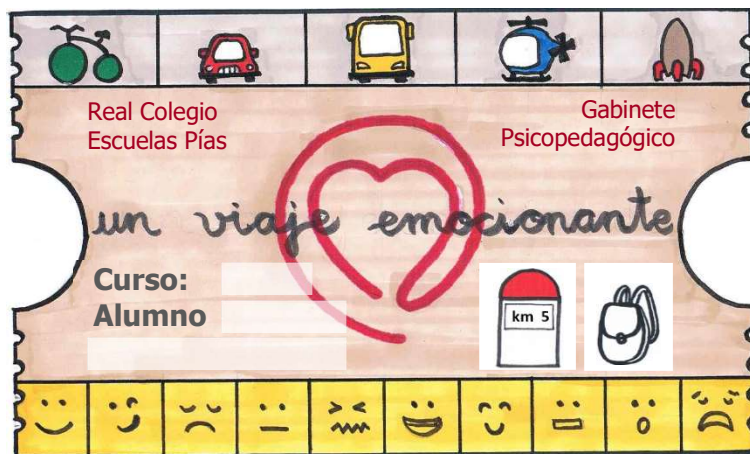 Real Colegio
Escuelas Pías
Gabinete
Psicopedagógico
un viaje emocionante
Curso:
Alumno
km 5